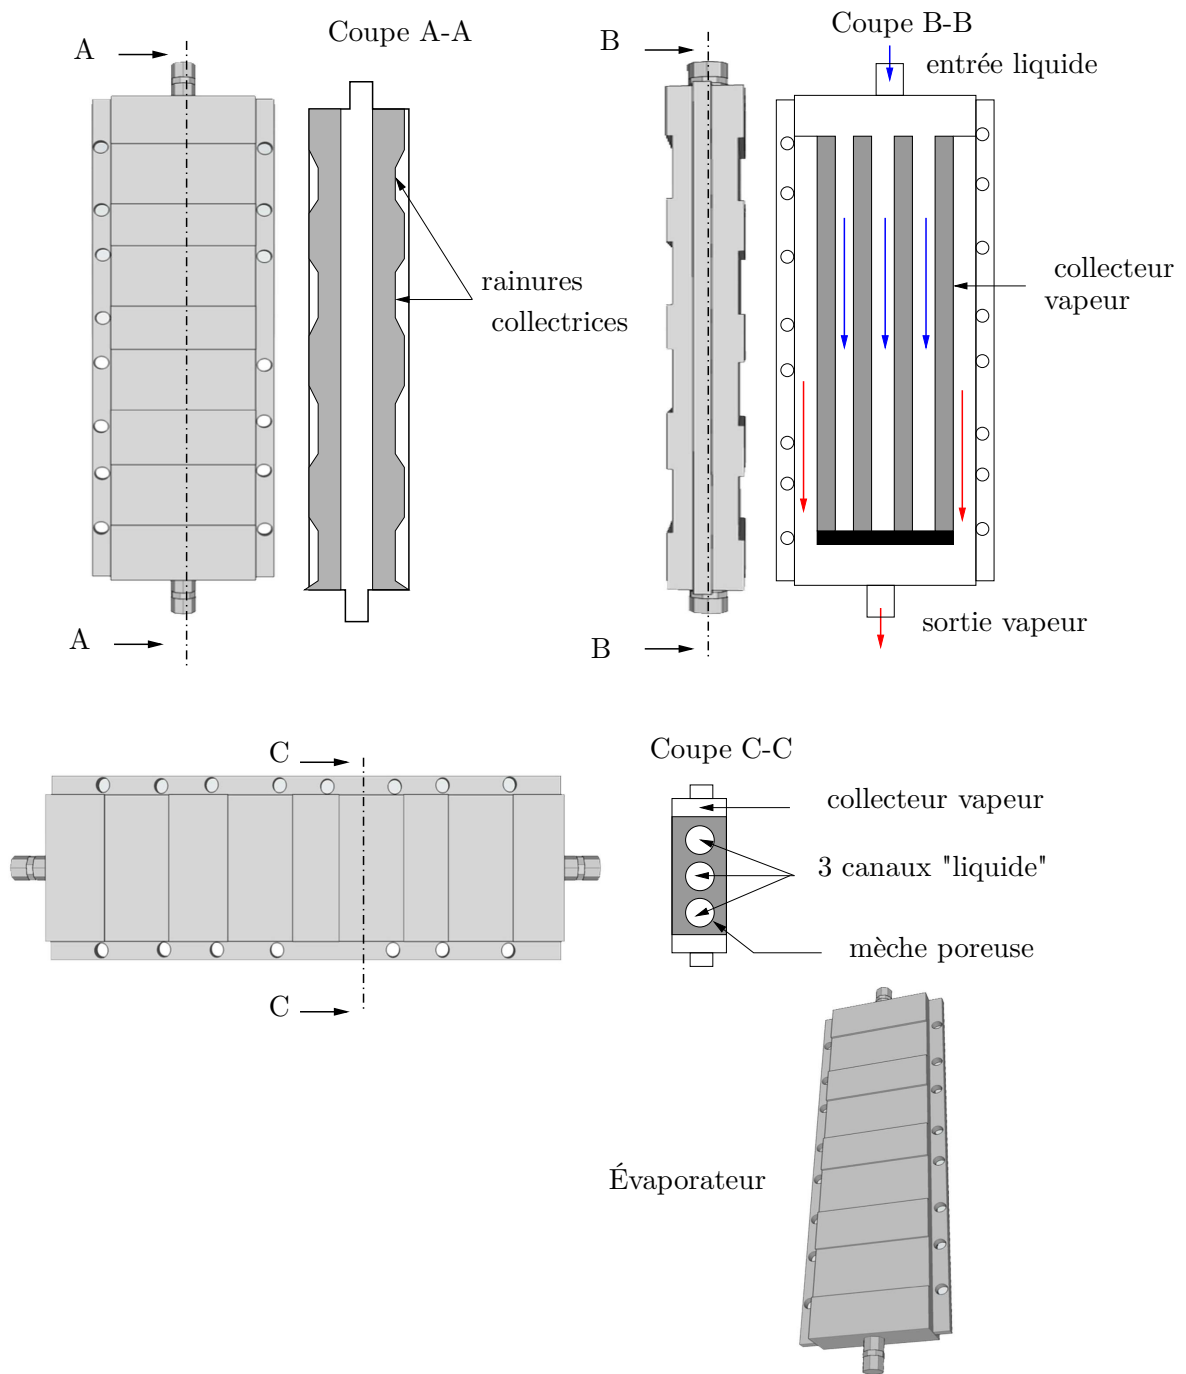 Coupe A-A
A
rainures
collectrices
A
Coupe B-B
B
entrée liquide
collecteur
vapeur
sortie vapeur
B
C
C
Coupe C-C
collecteur vapeur
3 canaux "liquide"
mèche poreuse
Évaporateur